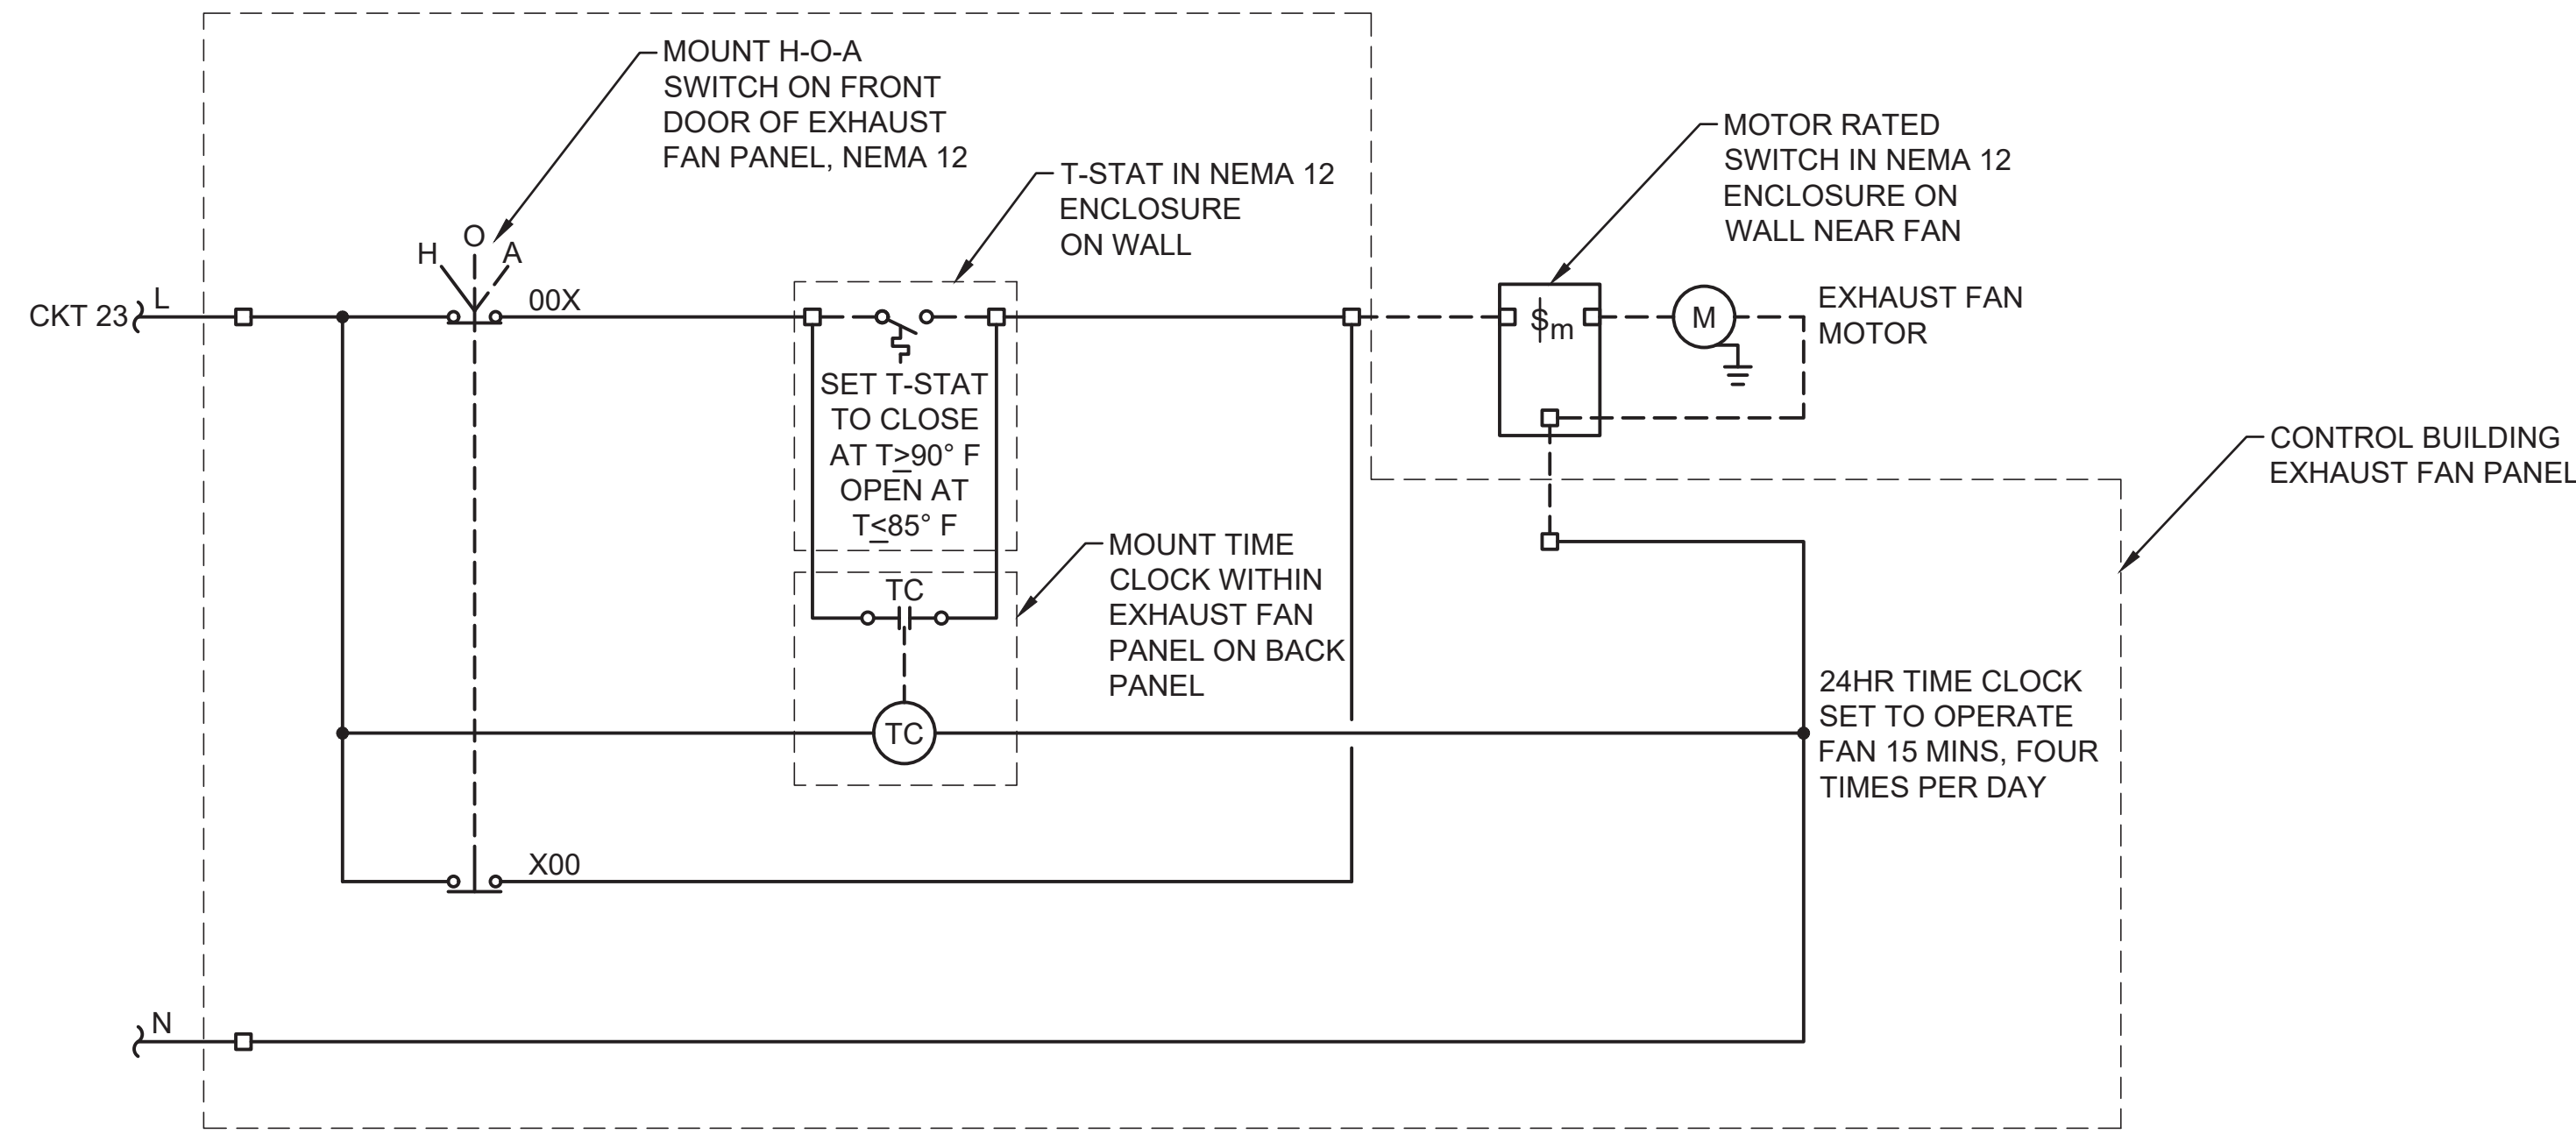 MOUNT H-O-A
SWITCH ON FRONT
DOOR OF EXHAUST
FAN PANEL, NEMA 12
T-STAT IN NEMA 12
ENCLOSURE
ON WALL
MOTOR RATED
SWITCH IN NEMA 12
ENCLOSURE ON
WALL NEAR FAN
H O A
CKT 23 L
00X
$m
M
EXHAUST FAN
MOTOR
SET T-STAT
TO CLOSE
AT T≥90° F
OPEN AT
T≤85° F
CONTROL BUILDING
EXHAUST FAN PANEL
MOUNT TIME
CLOCK WITHIN
EXHAUST FAN
PANEL ON BACK
PANEL
TC
TC
24HR TIME CLOCK
SET TO OPERATE
FAN 15 MINS, FOUR
TIMES PER DAY
X00
N